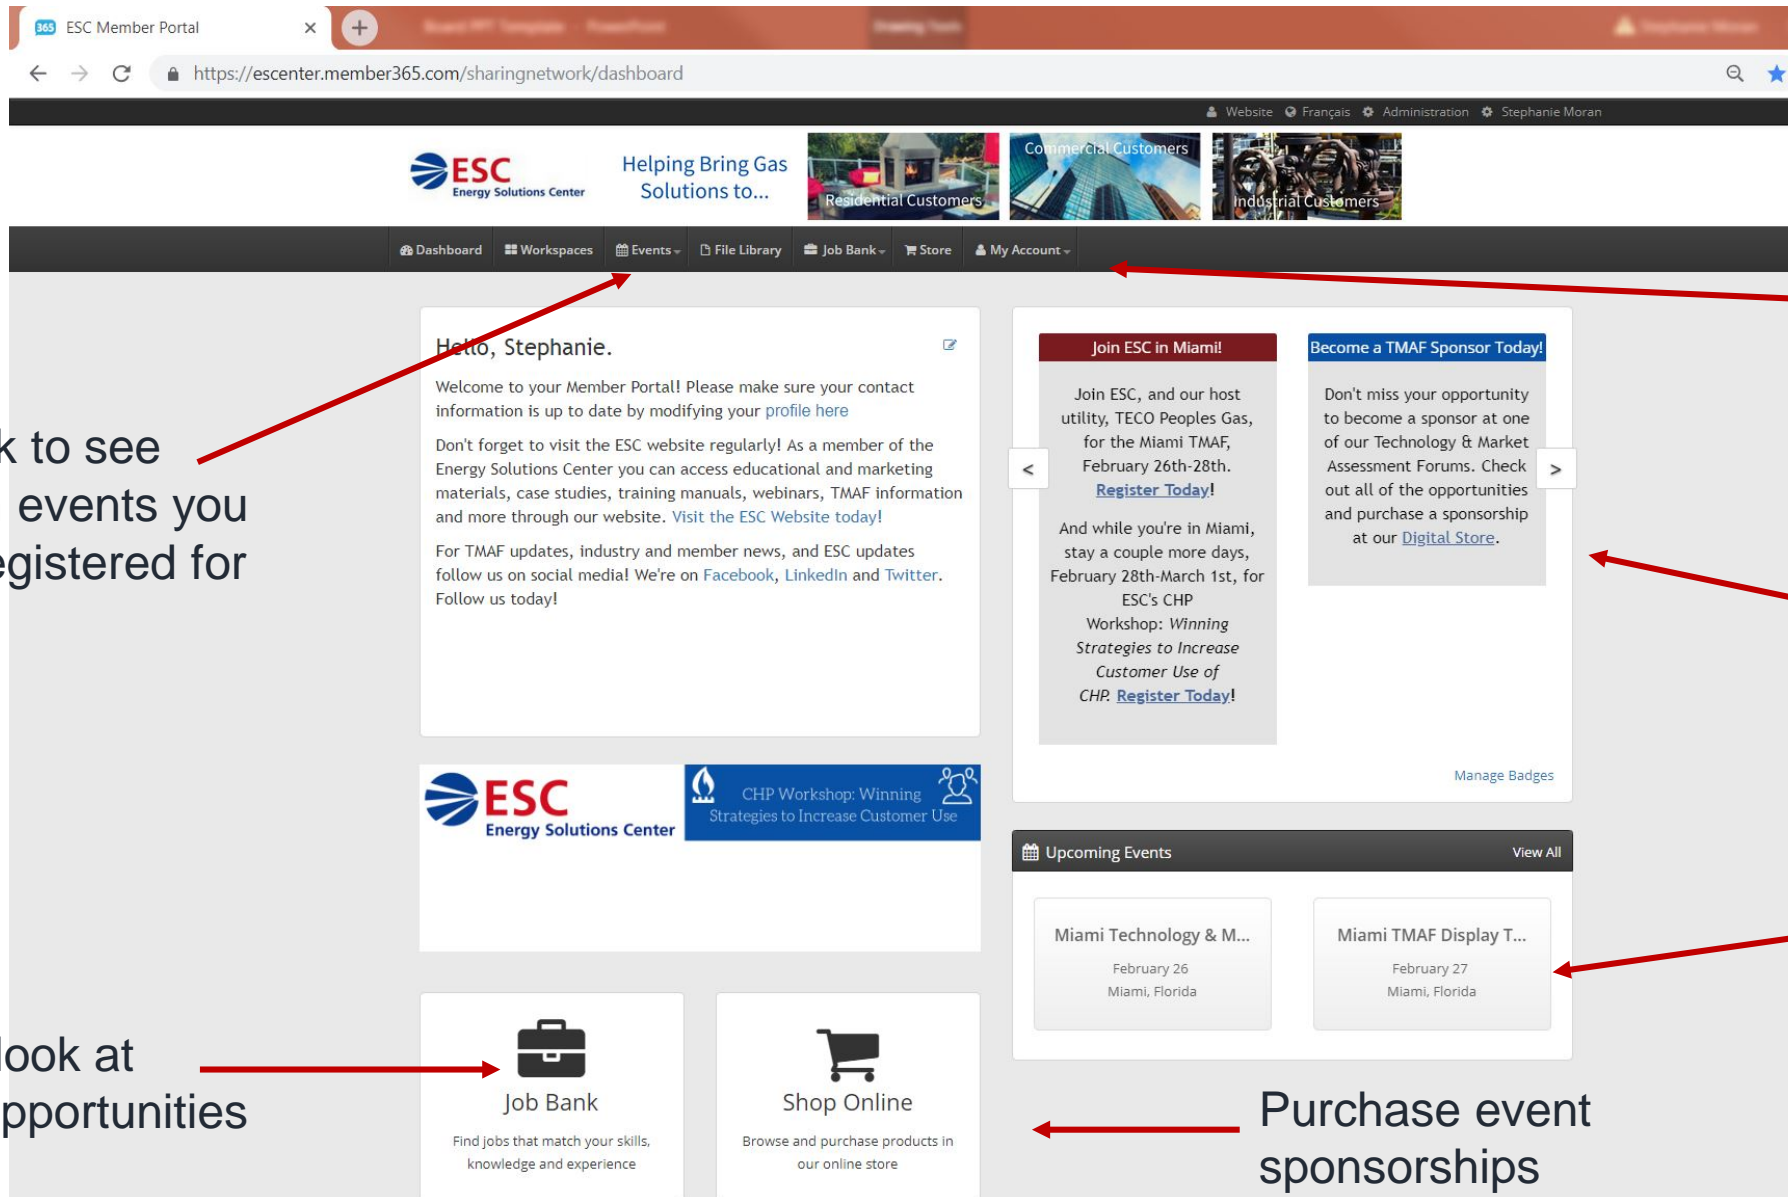 365 ESC Member Portal
Board PPT Template - PowerPoint
Drawing Tools
Stephanie Moran
https://escenter.member365.com/sharingnetwork/dashboard
Website Français Administration Stephanie Moran
ESC
Energy Solutions Center
Helping Bring Gas
Solutions to...
Residential Customers
Commercial Customers
Industrial Customers
Dashboard Workspaces Events File Library Job Bank Store My Account
Hello, Stephanie.
Welcome to your Member Portal! Please make sure your contact
information is up to date by modifying your profile here
Don't forget to visit the ESC website regularly! As a member of the
Energy Solutions Center you can access educational and marketing
materials, case studies, training manuals, webinars, TMAF information
and more through our website. Visit the ESC Website today!
For TMAF updates, industry and member news, and ESC updates
follow us on social media! We're on Facebook, LinkedIn and Twitter.
Follow us today!
Join ESC in Miami!
Join ESC, and our host
utility, TECO Peoples Gas,
for the Miami TMAF,
February 26th-28th.
Register Today!
And while you're in Miami,
stay a couple more days,
February 28th-March 1st, for
ESC's CHP
Workshop: Winning
Strategies to Increase
Customer Use of
CHP. Register Today!
Become a TMAF Sponsor Today!
Don't miss your opportunity
to become a sponsor at one
of our Technology & Market
Assessment Forums. Check
out all of the opportunities
and purchase a sponsorship
at our Digital Store.
<
>
Manage Badges
k to see
events you
egistered for
ESC
Energy Solutions Center
CHP Workshop: Winning
Strategies to Increase Customer Use
Upcoming Events View All
Miami Technology & M...
February 26
Miami, Florida
Miami TMAF Display T...
February 27
Miami, Florida
look at
pportunities
Job Bank
Find jobs that match your skills,
knowledge and experience
Shop Online
Browse and purchase products in
our online store
Purchase event
sponsorships